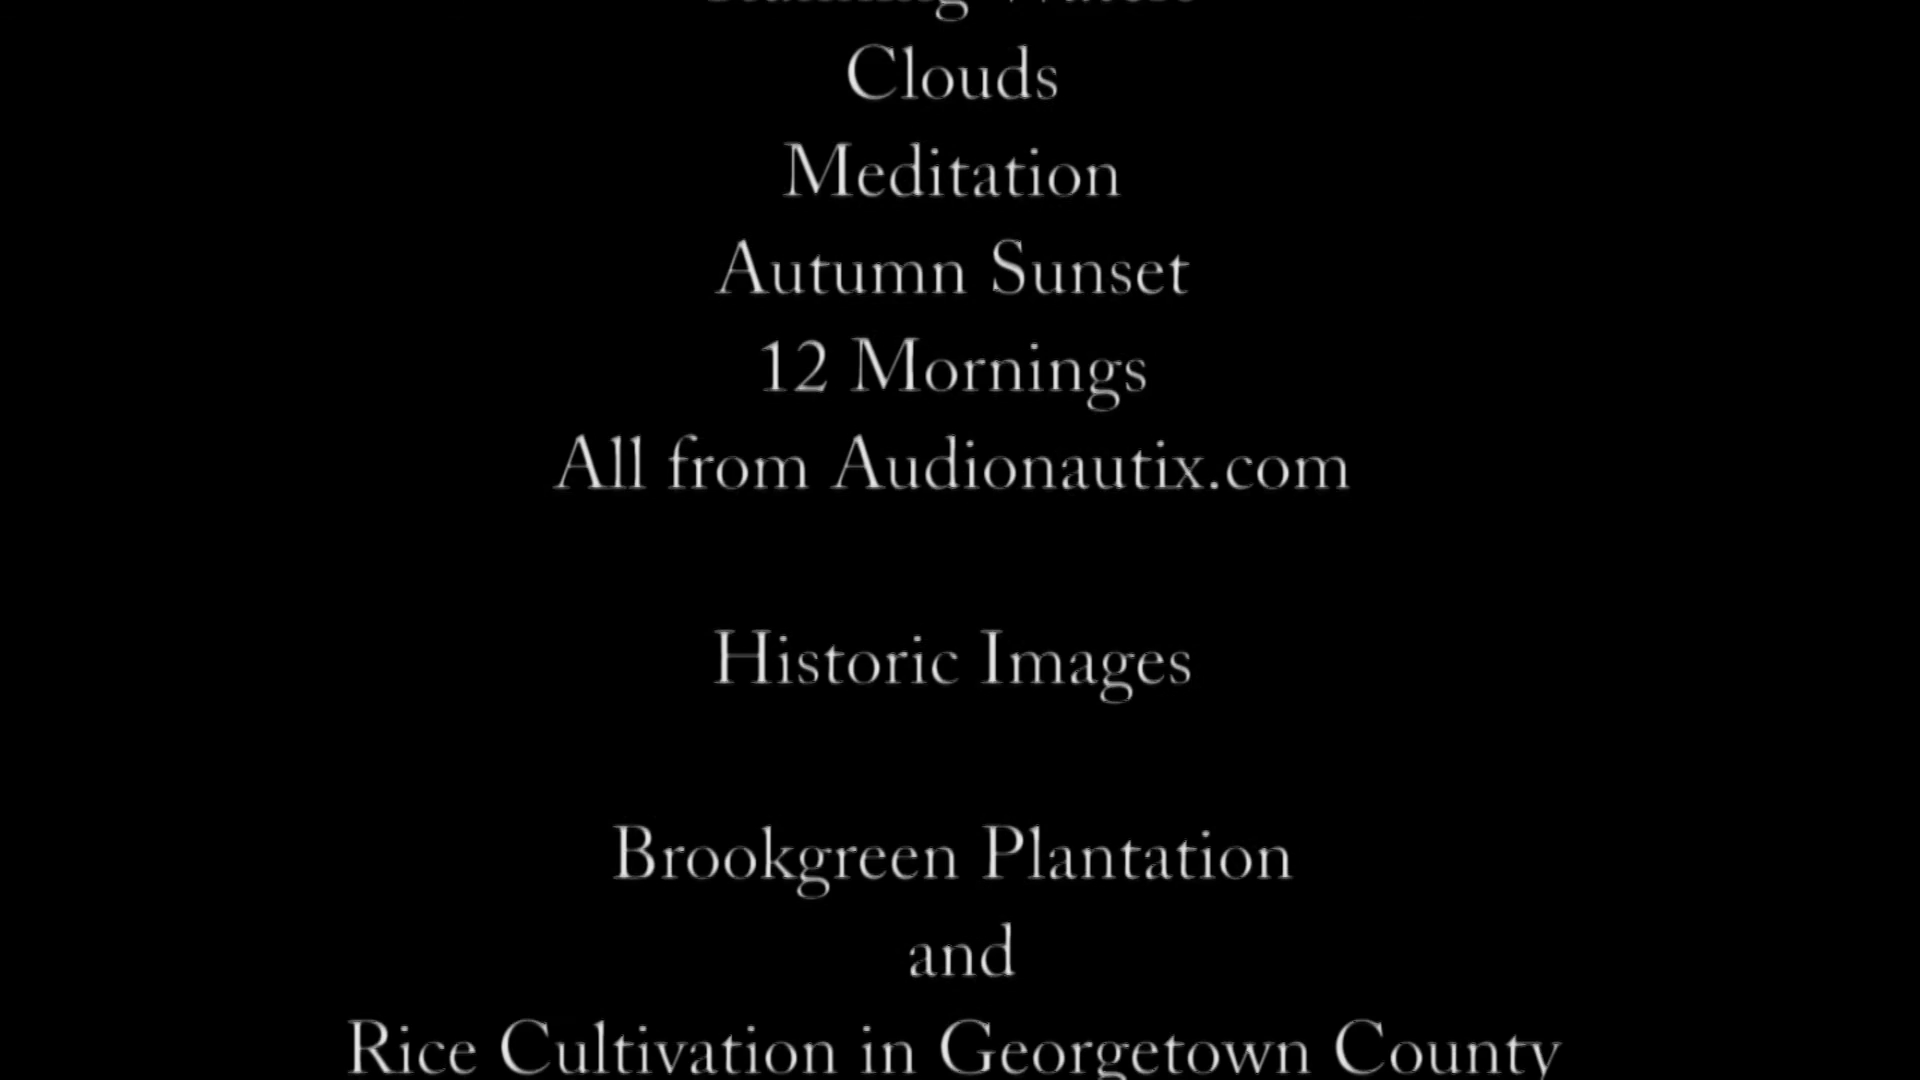 Clouds
Meditation
Autumn Sunset
12 Mornings
All from Audionautix.com
Historic Images
Brookgreen Plantation
and
Rice Cultivation in Georgetown County